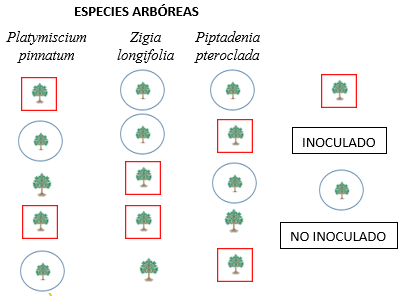 ESPECIES ARBÓREAS
Platymiscium pinnatum
Zigia longifolia
Piptadenia pteroclada
INOCULADO
NO INOCULADO